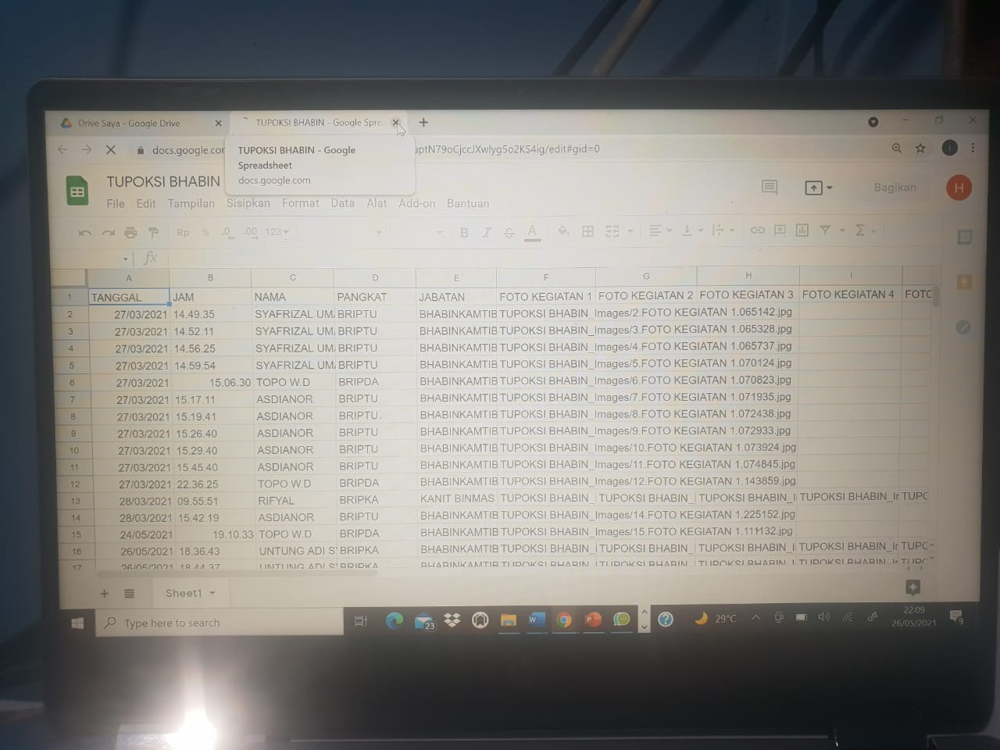 Drive Saya - Google Drive
TUPOKSI BHABIN - Google Spre
docs.google.co
uptN79oCjccJXwlyg5o2KS4ig/edit#gid=0
TUPOKSI BHABIN - Google
Spreadsheet
docs.google.com
TUPOKSI BHABIN
Bagikan H
File Edit Tampilan Sisipkan Format Data Alat Add-on Bantuan
Rp % .0 .00 123
fx
A B C D E F G H I
1 TANGGAL JAM NAMA PANGKAT JABATAN FOTO KEGIATAN 1 FOTO KEGIATAN 2 FOTO KEGIATAN 3 FOTO KEGIATAN 4 FOTO
2 27/03/2021 14.49.35 SYAFRIZAL UM BRIPTU BHABINKAMTIB TUPOKSI BHABIN_Images/2.FOTO KEGIATAN 1.065142.jpg
3 27/03/2021 14.52.11 SYAFRIZAL UM BRIPTU BHABINKAMTIB TUPOKSI BHABIN_Images/3.FOTO KEGIATAN 1.065328.jpg
4 27/03/2021 14.56.25 SYAFRIZAL UM BRIPTU BHABINKAMTIB TUPOKSI BHABIN_Images/4.FOTO KEGIATAN 1.065737.jpg
5 27/03/2021 14.59.54 SYAFRIZAL UM BRIPTU BHABINKAMTIB TUPOKSI BHABIN_Images/5.FOTO KEGIATAN 1.070124.jpg
6 27/03/2021 15.06.30 TOPO W.D BRIPDA BHABINKAMTIB TUPOKSI BHABIN_Images/6.FOTO KEGIATAN 1.070823.jpg
7 27/03/2021 15.17.11 ASDIANOR BRIPTU BHABINKAMTIB TUPOKSI BHABIN_Images/7.FOTO KEGIATAN 1.071935.jpg
8 27/03/2021 15.19.41 ASDIANOR BRIPTU BHABINKAMTIB TUPOKSI BHABIN_Images/8.FOTO KEGIATAN 1.072438.jpg
9 27/03/2021 15.26.40 ASDIANOR BRIPTU BHABINKAMTIB TUPOKSI BHABIN_Images/9.FOTO KEGIATAN 1.072933.jpg
10 27/03/2021 15.29.40 ASDIANOR BRIPTU BHABINKAMTIB TUPOKSI BHABIN_Images/10.FOTO KEGIATAN 1.073924.jpg
11 27/03/2021 15.45.40 ASDIANOR BRIPTU BHABINKAMTIB TUPOKSI BHABIN_Images/11.FOTO KEGIATAN 1.074845.jpg
12 27/03/2021 22.36.25 TOPO W.D BRIPDA BHABINKAMTIB TUPOKSI BHABIN_Images/12.FOTO KEGIATAN 1.143859.jpg
13 28/03/2021 09.55.51 RIFYAL BRIPKA KANIT BINMAS TUPOKSI BHABIN_I TUPOKSI BHABIN_ TUPOKSI BHABIN_I TUPOKSI BHABIN_Ir TUPC
14 28/03/2021 15.42.19 ASDIANOR BRIPTU BHABINKAMTIB TUPOKSI BHABIN_Images/14.FOTO KEGIATAN 1.225152.jpg
15 24/05/2021 19.10.33 TOPO W.D BRIPDA BHABINKAMTIB TUPOKSI BHABIN_Images/15.FOTO KEGIATAN 1.111132.jpg
16 26/05/2021 18.36.43 UNTUNG ADI S BRIPKA BHABINKAMTIB TUPOKSI BHABIN_I TUPOKSI BHABIN_ TUPOKSI BHABIN_I TUPOKSI BHABIN_Ir TUPC
17 26/05/2021 18.44.37 UNTUNG ADI S BRIPKA BHABINKAMTIB TUPOKSI BHABIN_I TUPOKSI BHABIN_ TUPOKSI BHABIN_I TUPOKSI BHABIN_Ir TUPC
Sheet1
Type here to search
23
29°C
22:09
26/05/2021
9